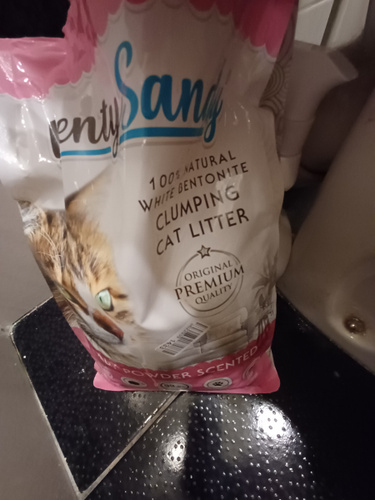 enty Sand
100% NATURAL
WHITE BENTONITE
CLUMPING
CAT LITTER
ORIGINAL
PREMIUM
QUALITY
POWDER SCENTED